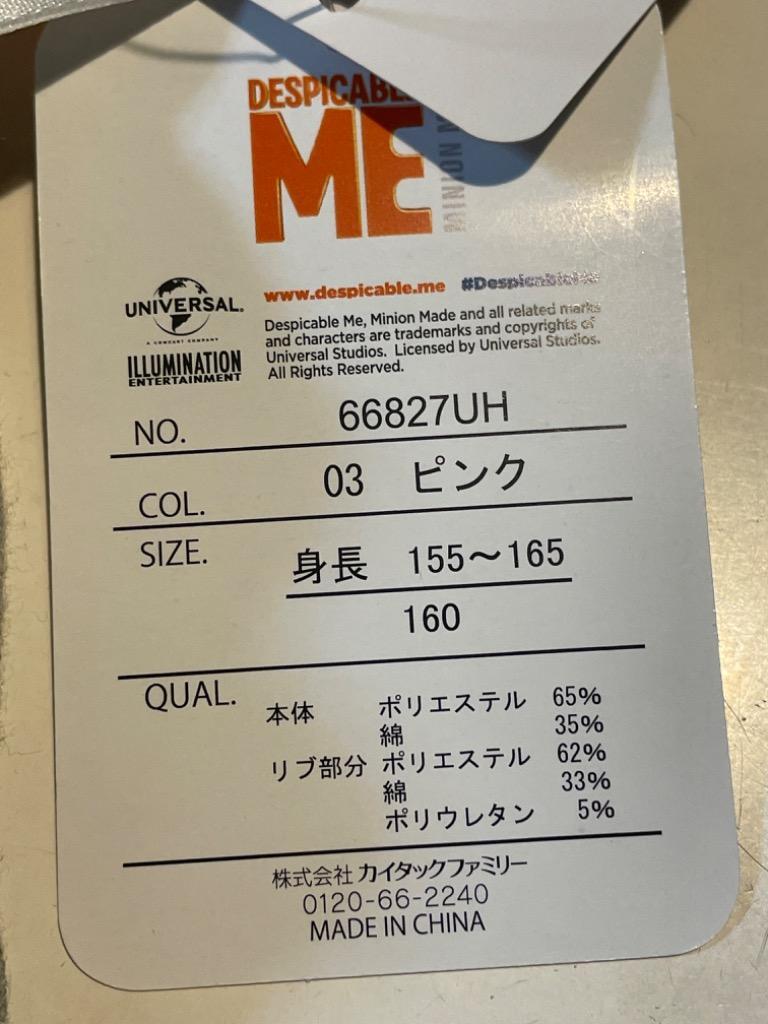 DESPICABLE
ME
MINION M
UNIVERSAL
A COMCAST COMPANY
ILLUMINATION
ENTERTAINMENT
www.despicable.me #DespicableMe
Despicable Me, Minion Made and all related marks
and characters are trademarks and copyrights of
Universal Studios. Licensed by Universal Studios.
All Rights Reserved.
NO. 66827UH
COL. 03 ピンク
SIZE. 身長 155～165
160
QUAL. 本体 ポリエステル 65%
綿 35%
リブ部分 ポリエステル 62%
綿 33%
ポリウレタン 5%
株式会社 カイタックファミリー
0120-66-2240
MADE IN CHINA